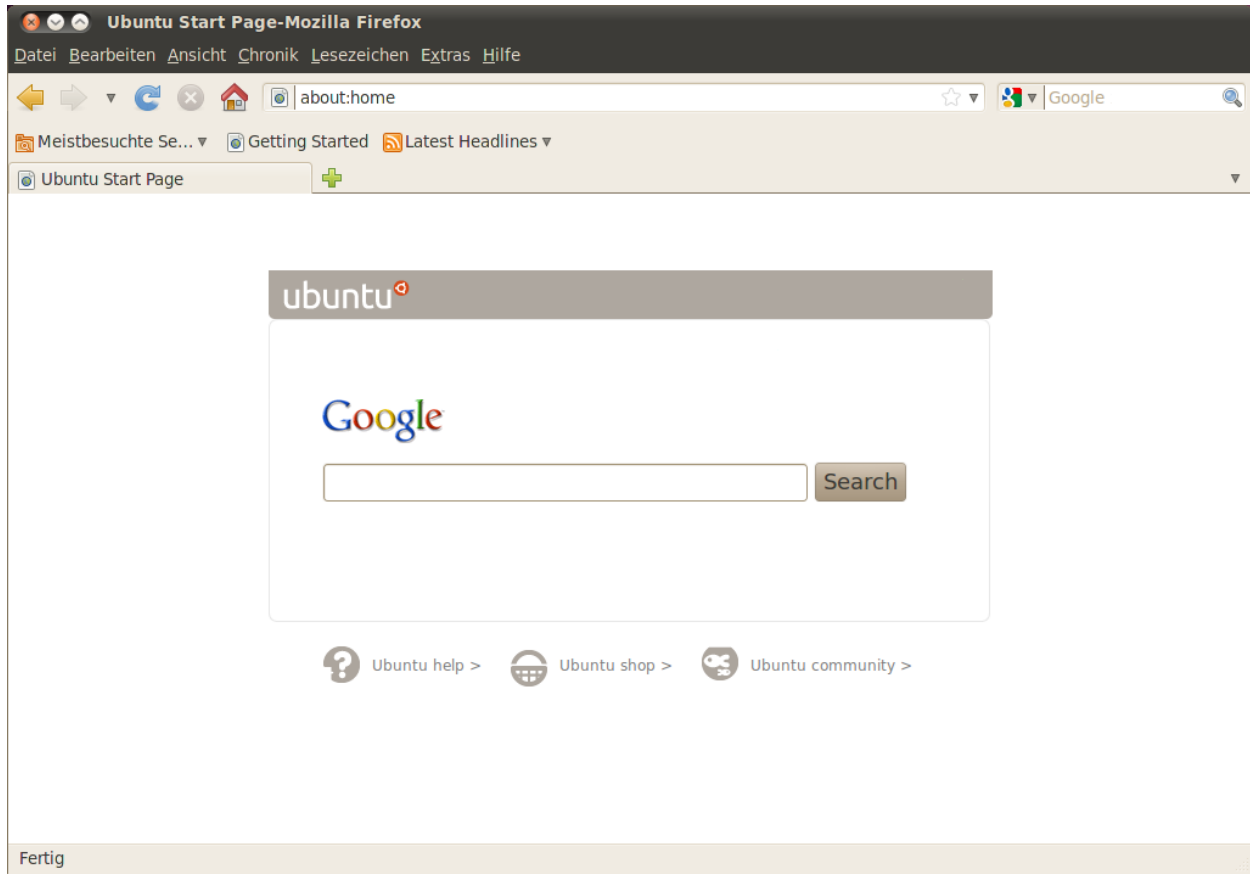 Ubuntu Start Page-Mozilla Firefox
Datei Bearbeiten Ansicht Chronik Lesezeichen Extras Hilfe
about:home Google
Meistbesuchte Se... Getting Started Latest Headlines
Ubuntu Start Page
ubuntu
Google
Search
Ubuntu help > Ubuntu shop > Ubuntu community >
Fertig